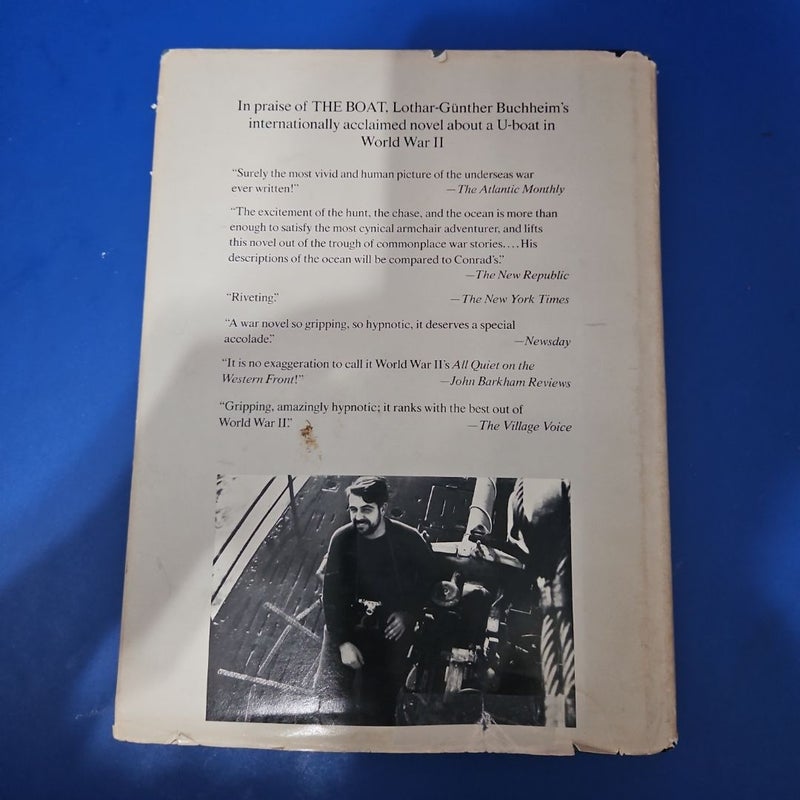 In praise of THE BOAT, Lothar-Günther Buchheim's
internationally acclaimed novel about a U-boat in
World War II
“Surely the most vivid and human picture of the underseas war
ever written!” —The Atlantic Monthly
“The excitement of the hunt, the chase, and the ocean is more than
enough to satisfy the most cynical armchair adventurer, and lifts
this novel out of the trough of commonplace war stories. . . . His
descriptions of the ocean will be compared to Conrad's.”
—The New Republic
“Riveting.” —The New York Times
“A war novel so gripping, so hypnotic, it deserves a special
accolade.” —Newsday
“It is no exaggeration to call it World War II's All Quiet on the
Western Front!” —John Barkham Reviews
“Gripping, amazingly hypnotic; it ranks with the best out of
World War II.” —The Village Voice